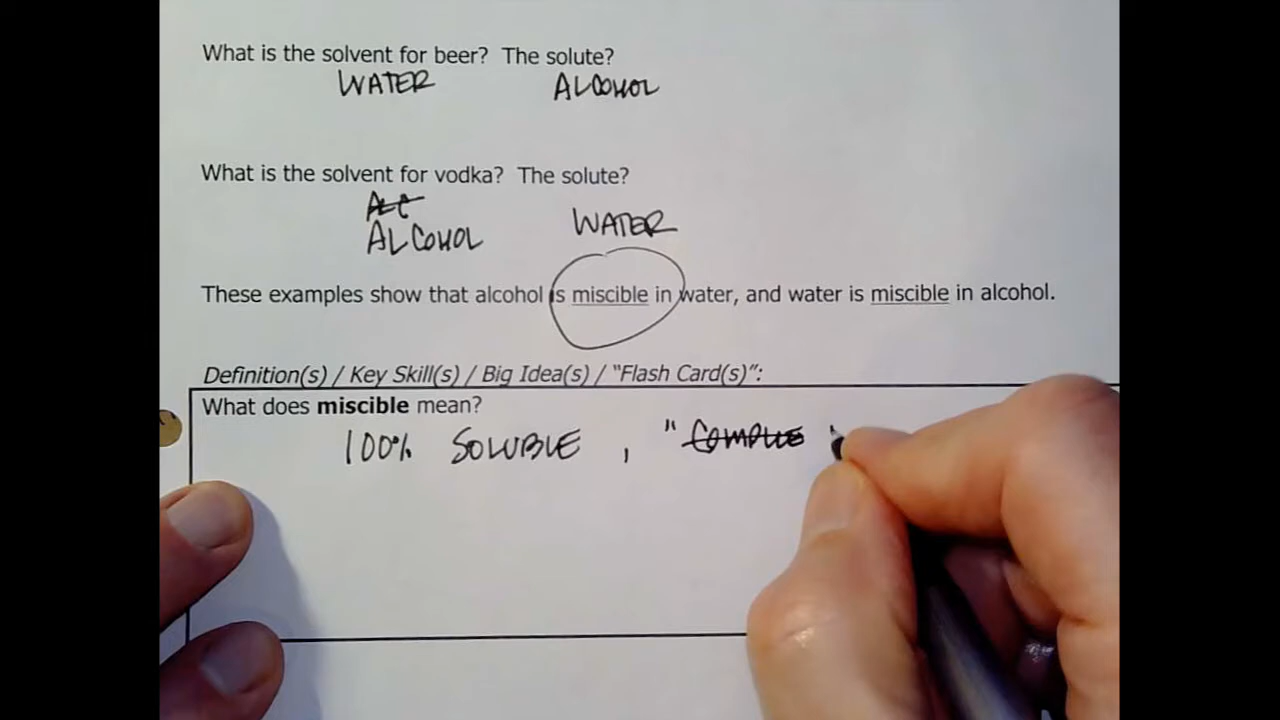 What is the solvent for beer? The solute?
WATER ALCOHOL
What is the solvent for vodka? The solute?
ALCOHOL WATER
These examples show that alcohol is miscible in water, and water is miscible in alcohol.
Definition(s) / Key Skill(s) / Big Idea(s) / "Flash Card(s)":
What does miscible mean?
100% SOLUBLE , "